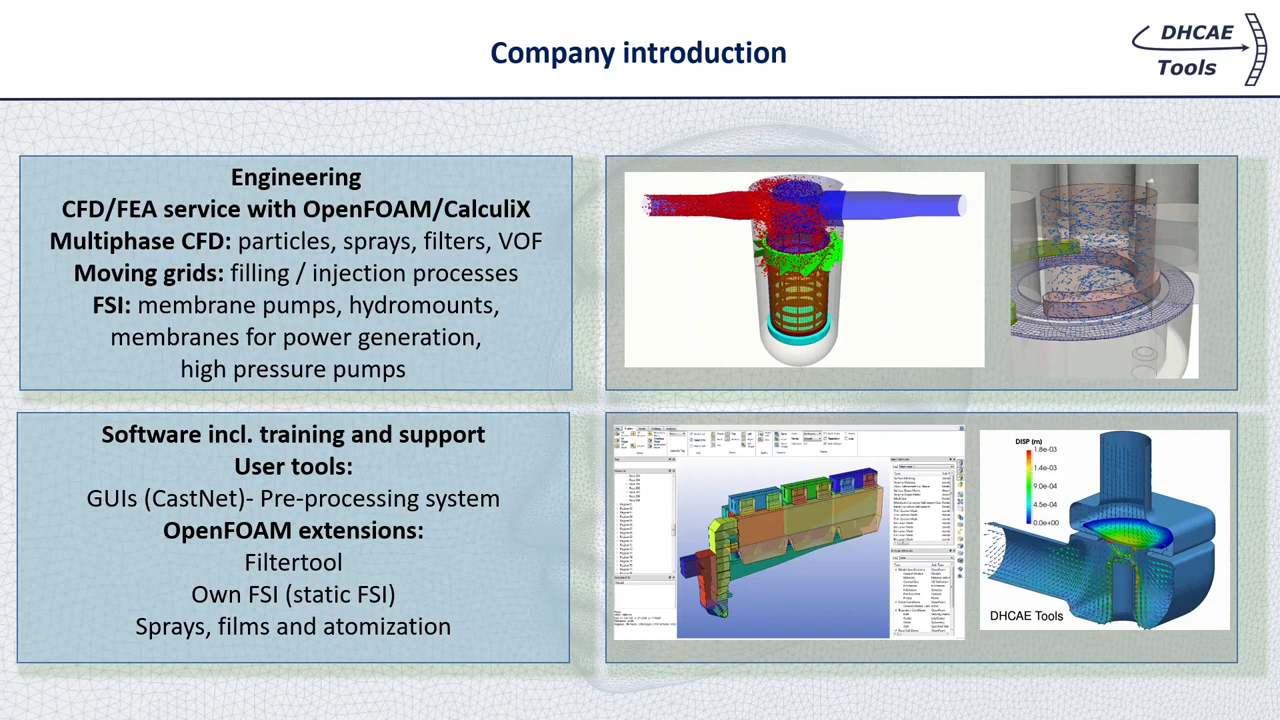 Company introduction
DHCAE
Tools
Engineering
CFD/FEA service with OpenFOAM/CalculiX
Multiphase CFD: particles, sprays, filters, VOF
Moving grids: filling / injection processes
FSI: membrane pumps, hydromounts,
membranes for power generation,
high pressure pumps
Software incl. training and support
User tools:
GUIs (CastNet): Preprocessing system
OpenFOAM extensions:
Filtertool
Own FSI (static FSI)
Sprays, films and atomization
DISP (m)
1.8e-03
1.4e-03
9.0e-04
4.5e-04
0.0e+00
DHCAE Tools